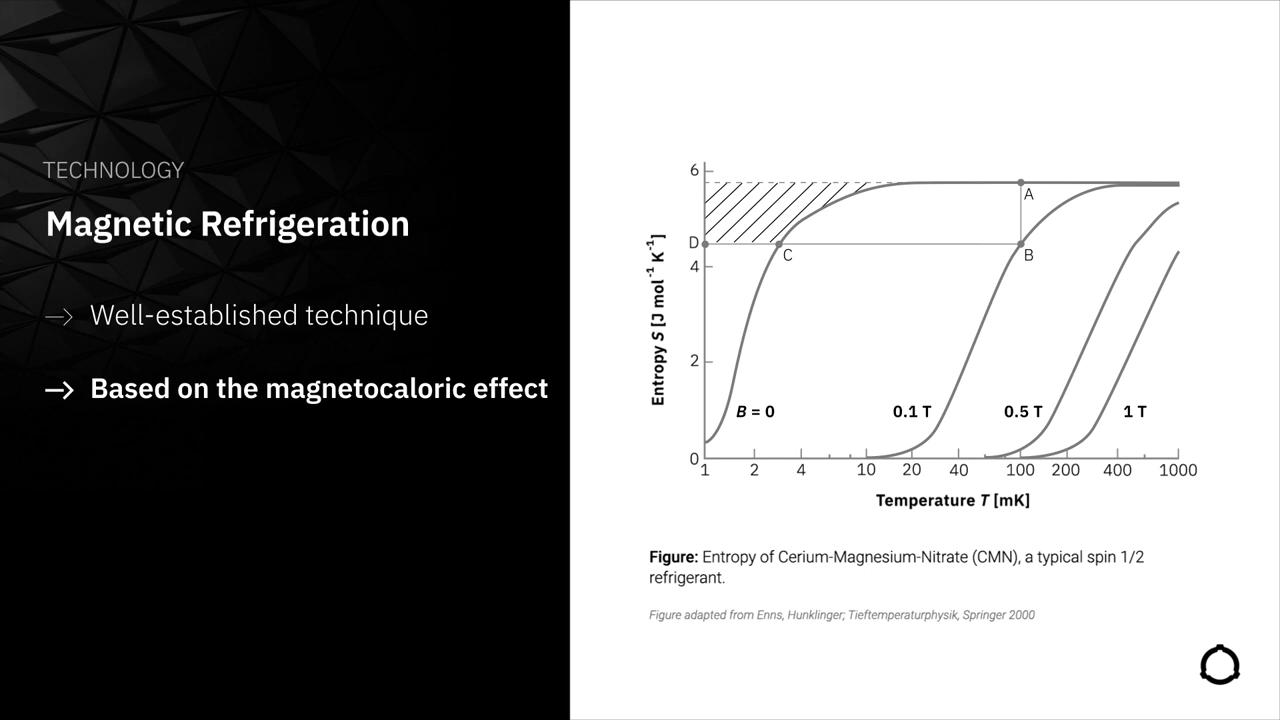 TECHNOLOGY
Magnetic Refrigeration
→ Well-established technique
→ Based on the magnetocaloric effect
6
D
4
2
0
Entropy S [J mol⁻¹ K⁻¹]
A
B
C
B = 0
0.1 T
0.5 T
1 T
1 2 4 10 20 40 100 200 400 1000
Temperature T [mK]
Figure: Entropy of Cerium-Magnesium-Nitrate (CMN), a typical spin 1/2
refrigerant.
Figure adapted from Enns, Hunklinger; Tieftemperaturphysik, Springer 2000